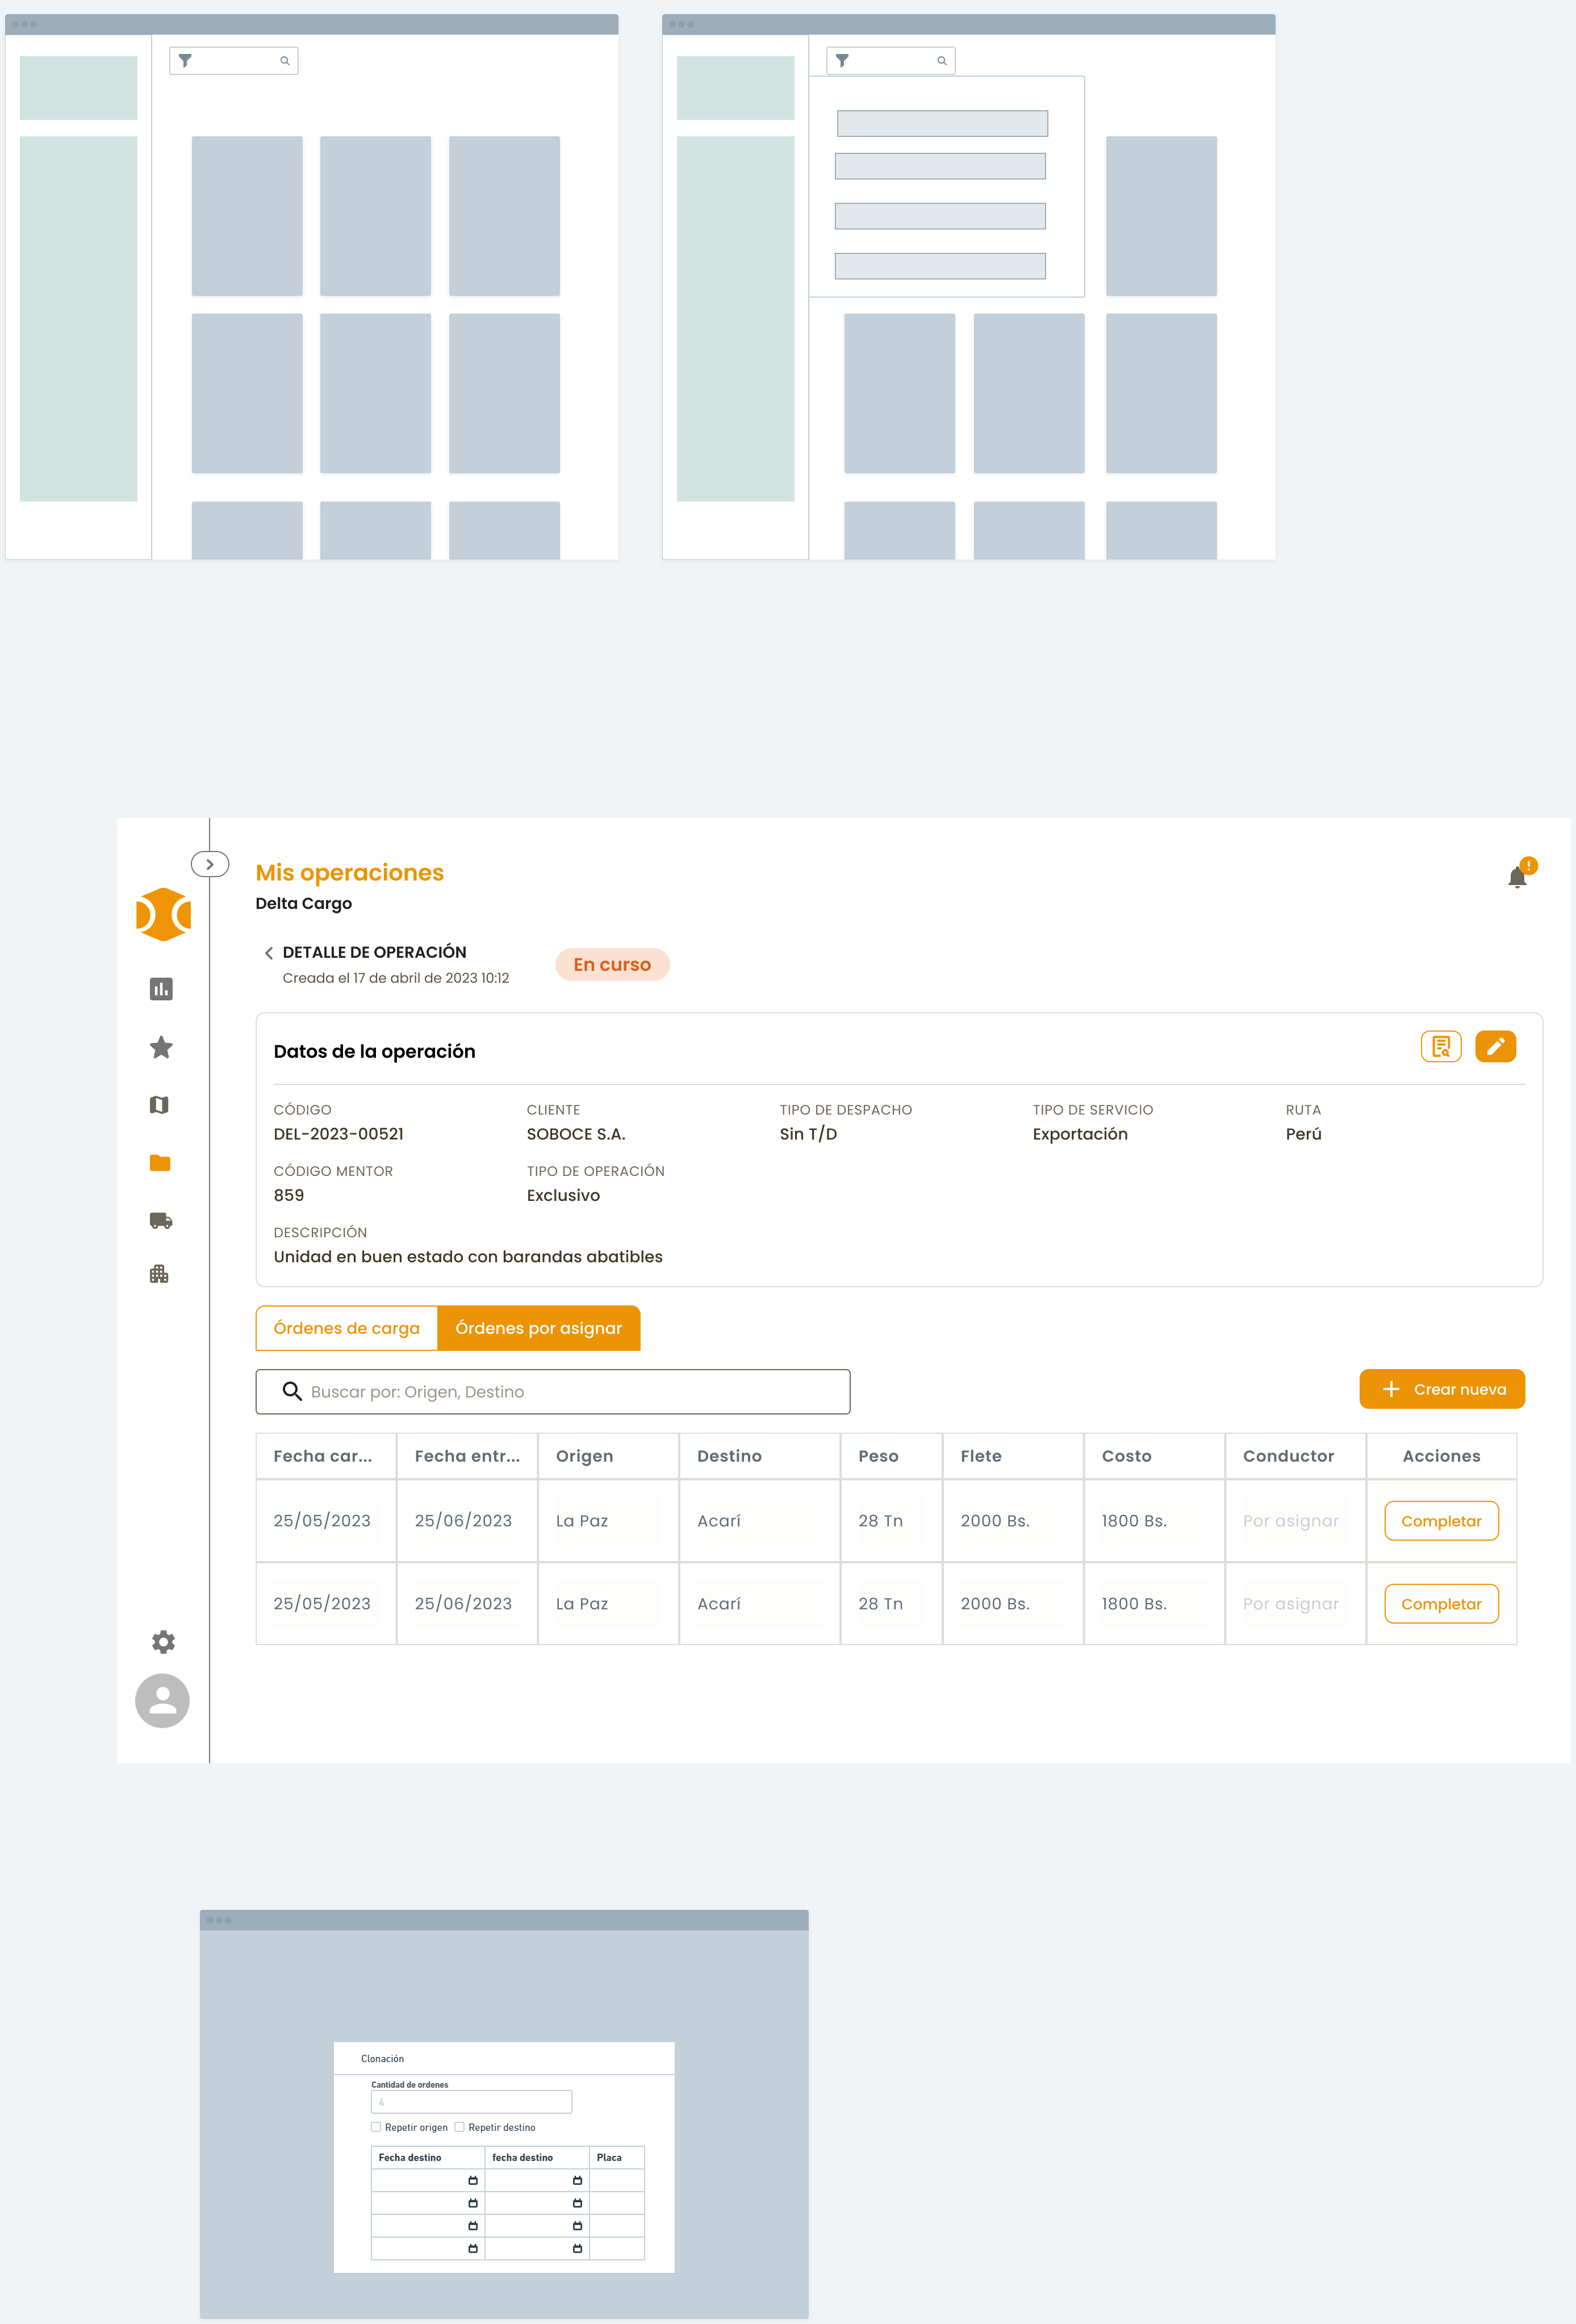 Mis operaciones
Delta Cargo
DETALLE DE OPERACIÓN
Creada el 17 de abril de 2023 10:12
En curso
Datos de la operación
CÓDIGO CLIENTE TIPO DE DESPACHO TIPO DE SERVICIO RUTA
DEL-2023-00521 SOBOCE S.A. Sin T/D Exportación Perú
CÓDIGO MENTOR TIPO DE OPERACIÓN
859 Exclusivo
DESCRIPCIÓN
Unidad en buen estado con barandas abatibles
Órdenes de carga Órdenes por asignar
Buscar por: Origen, Destino
Crear nueva
Fecha car... Fecha entr... Origen Destino Peso Flete Costo Conductor Acciones
25/05/2023 25/06/2023 La Paz Acarí 28 Tn 2000 Bs. 1800 Bs. Por asignar Completar
25/05/2023 25/06/2023 La Paz Acarí 28 Tn 2000 Bs. 1800 Bs. Por asignar Completar
Clonación
Cantidad de ordenes
4
Repetir origen Repetir destino
Fecha destino fecha destino Placa